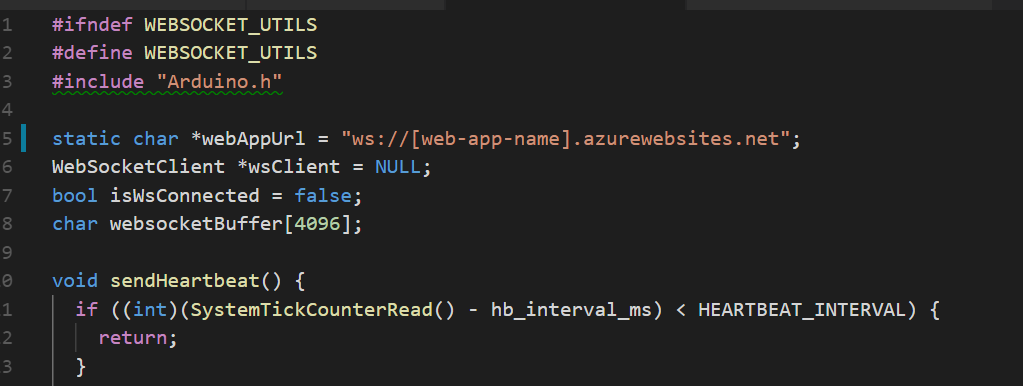 1 #ifndef WEBSOCKET_UTILS
2 #define WEBSOCKET_UTILS
3 #include "Arduino.h"
4
5 static char *webAppUrl = "ws://[web-app-name].azurewebsites.net";
6 WebSocketClient *wsClient = NULL;
7 bool isWsConnected = false;
8 char websocketBuffer[4096];
9
0 void sendHeartbeat() {
1 if ((int)(SystemTickCounterRead() - hb_interval_ms) < HEARTBEAT_INTERVAL) {
2 return;
3 }